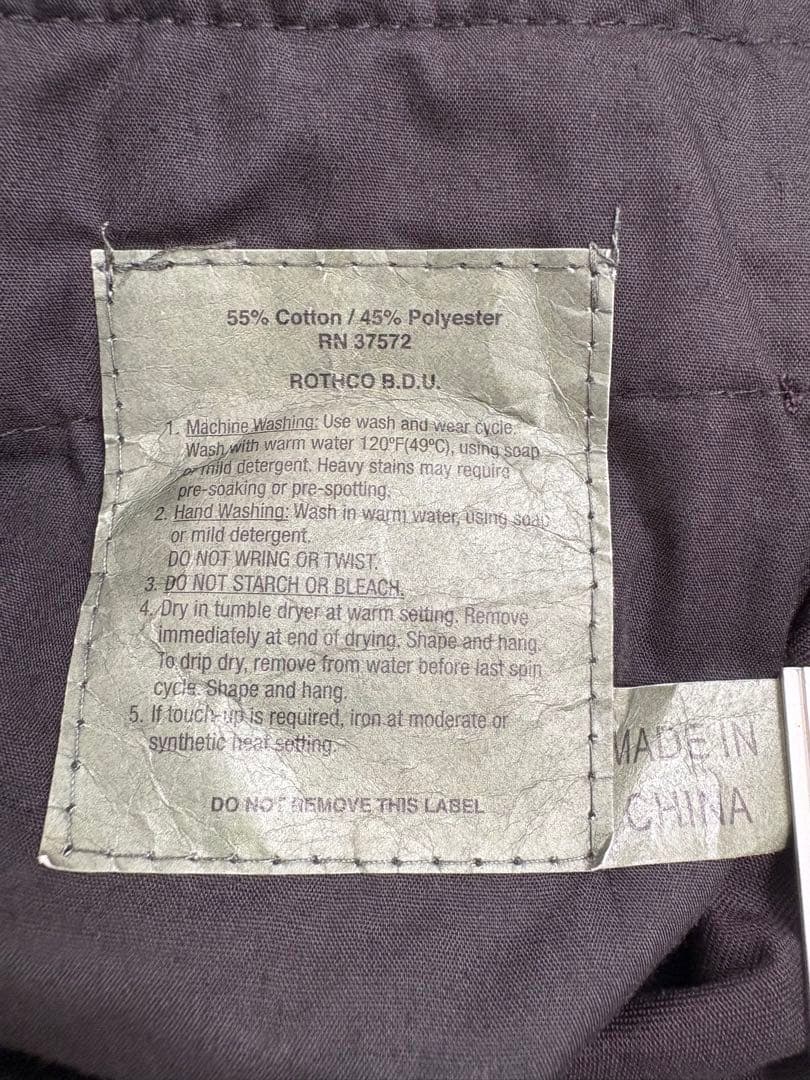 55% Cotton / 45% Polyester
RN 37572
ROTHCO B.D.U.
1. Machine Washing: Use wash and wear cycle.
Wash with warm water 120°F(49°C), using soap
or mild detergent. Heavy stains may require
pre-soaking or pre-spotting.
2. Hand Washing: Wash in warm water, using soap
or mild detergent.
DO NOT WRING OR TWIST.
3. DO NOT STARCH OR BLEACH.
4. Dry in tumble dryer at warm setting. Remove
immediately at end of drying. Shape and hang.
To drip dry, remove from water before last spin
cycle. Shape and hang.
5. If touch-up is required, iron at moderate or
synthetic heat setting.
DO NOT REMOVE THIS LABEL
MADE IN
CHINA